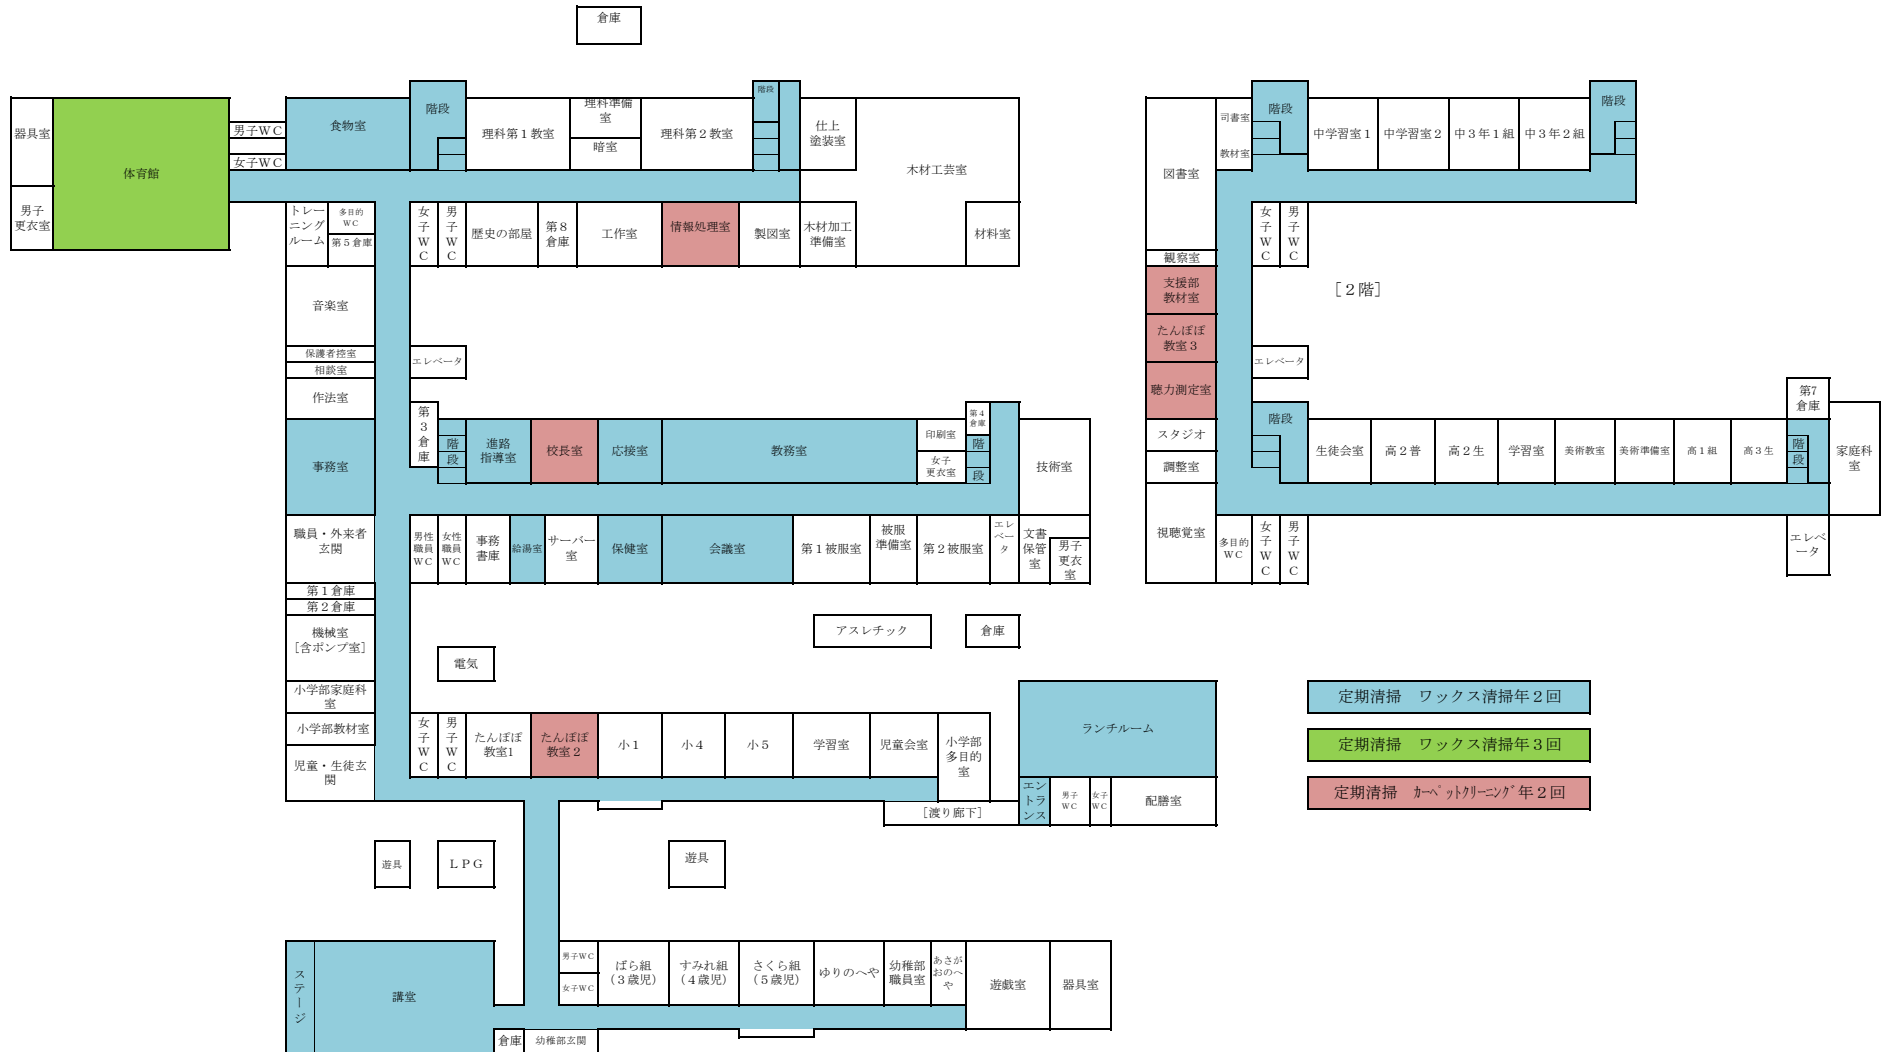 倉庫
器具室
体育館
男子
更衣室
男子ＷＣ
女子ＷＣ
食物室
階段
理科第１教室
理科準備
室
暗室
理科第２教室
階段
仕上
塗装室
木材工芸室
トレー
ニング
ルーム
多目的
ＷＣ
第５倉庫
女
子
Ｗ
Ｃ
男
子
Ｗ
Ｃ
歴史の部屋
第８
倉庫
工作室
情報処理室
製図室
木材加工
準備室
材料室
音楽室
保護者控室
相談室
作法室
エレベータ
事務室
第
３
倉
庫
階
段
進路
指導室
校長室
応接室
教務室
印刷室
女子
更衣室
第４
倉庫
階
段
技術室
職員・外来者
玄関
男性
職員
ＷＣ
女性
職員
ＷＣ
事務
書庫
給湯室
サーバー
室
保健室
会議室
第１被服室
被服
準備室
第２被服室
エレ
ベー
タ
文書
保管
室
男子
更衣
室
第１倉庫
第２倉庫
機械室
［含ポンプ室］
小学部家庭科
室
小学部教材室
児童・生徒玄
関
電気
アスレチック
倉庫
女
子
Ｗ
Ｃ
男
子
Ｗ
Ｃ
たんぽぽ
教室1
たんぽぽ
教室２
小１
小４
小５
学習室
児童会室
小学部
多目的
室
［渡り廊下］
ランチルーム
エン
トラ
ンス
男子
ＷＣ
女子
ＷＣ
配膳室
遊具
ＬＰＧ
遊具
ス
テ
ー
ジ
講堂
倉庫
幼稚部玄関
男子ＷＣ
女子ＷＣ
ばら組
（３歳児）
すみれ組
（４歳児）
さくら組
（５歳児）
ゆりのへや
幼稚部
職員室
あさが
おのへ
や
遊戯室
器具室
図書室
司書室
教材室
階段
中学習室１
中学習室２
中３年１組
中３年２組
階段
女
子
Ｗ
Ｃ
男
子
Ｗ
Ｃ
観察室
支援部
教材室
たんぽぽ
教室３
聴力測定室
スタジオ
調整室
視聴覚室
［２階］
エレベータ
階段
生徒会室
高２普
高２生
学習室
美術教室
美術準備室
高１組
高３生
第7
倉庫
階
段
家庭科
室
多目的
ＷＣ
女
子
Ｗ
Ｃ
男
子
Ｗ
Ｃ
エレベ
ータ
定期清掃　ワックス清掃年２回
定期清掃　ワックス清掃年３回
定期清掃　ｶｰﾍﾟｯﾄｸﾘｰﾆﾝｸﾞ年２回